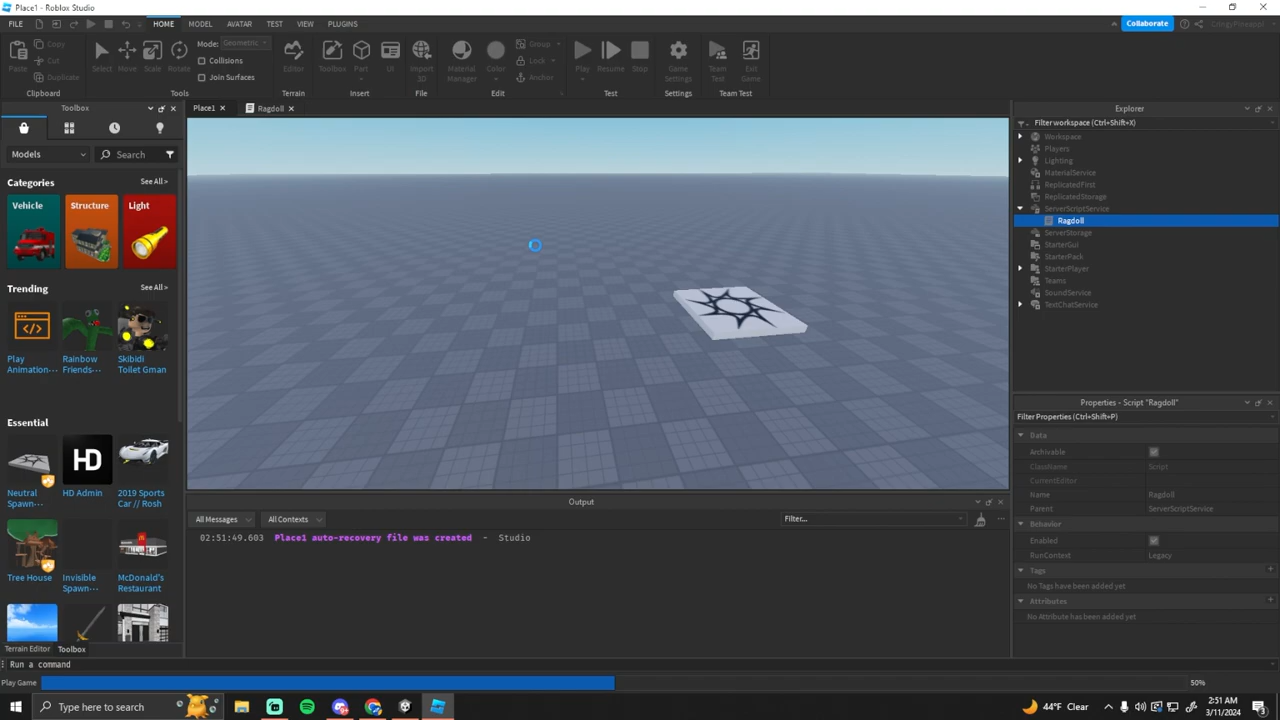 Place1 - Roblox Studio
FILE HOME MODEL AVATAR TEST VIEW PLUGINS
Collaborate
CringyPineappl
Paste Copy Cut Duplicate
Clipboard
Select Move Scale Rotate
Mode: Geometric
Collisions
Join Surfaces
Tools
Editor
Terrain
Toolbox Part UI
Insert
Import 3D
File
Material Manager Color Group Lock Anchor
Edit
Play Resume Stop
Test
Game Settings
Settings
Team Test Exit Game
Team Test
Toolbox
Place1 Ragdoll
Models Search
Categories See All >
Vehicle Structure Light
Trending See All >
Play Animation··· Rainbow Friends··· Skibidi Toilet Gman
Essential
Neutral Spawn··· HD Admin 2019 Sports Car // Rosh
HD
Tree House Invisible Spawn··· McDonald's Restaurant
Terrain Editor Toolbox
Output
All Messages All Contexts Filter...
02:51:49.603 Place1 auto-recovery file was created - Studio
Explorer
Filter workspace (Ctrl+Shift+X)
Workspace
Players
Lighting
MaterialService
ReplicatedFirst
ReplicatedStorage
ServerScriptService
Ragdoll
ServerStorage
StarterGui
StarterPack
StarterPlayer
Teams
SoundService
TextChatService
Properties - Script "Ragdoll"
Filter Properties (Ctrl+Shift+P)
Data
Archivable
ClassName Script
CurrentEditor
Name Ragdoll
Parent ServerScriptService
Behavior
Enabled
RunContext Legacy
Tags
No Tags have been added yet
Attributes
No Attribute has been added yet
Run a command
Play Game 50%
Type here to search
44°F Clear
2:51 AM
3/11/2024
3